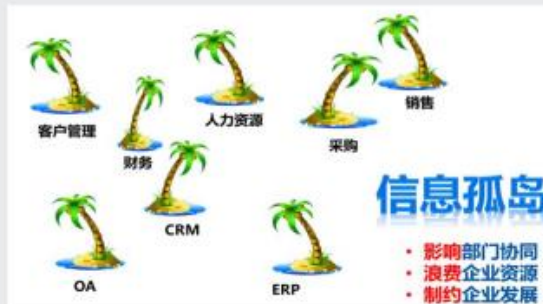 销售
客户管理
人力资源
采购
财务
信息孤岛
CRM
影响部门协同
浪费企业资源
制约企业发展
OA
ERP